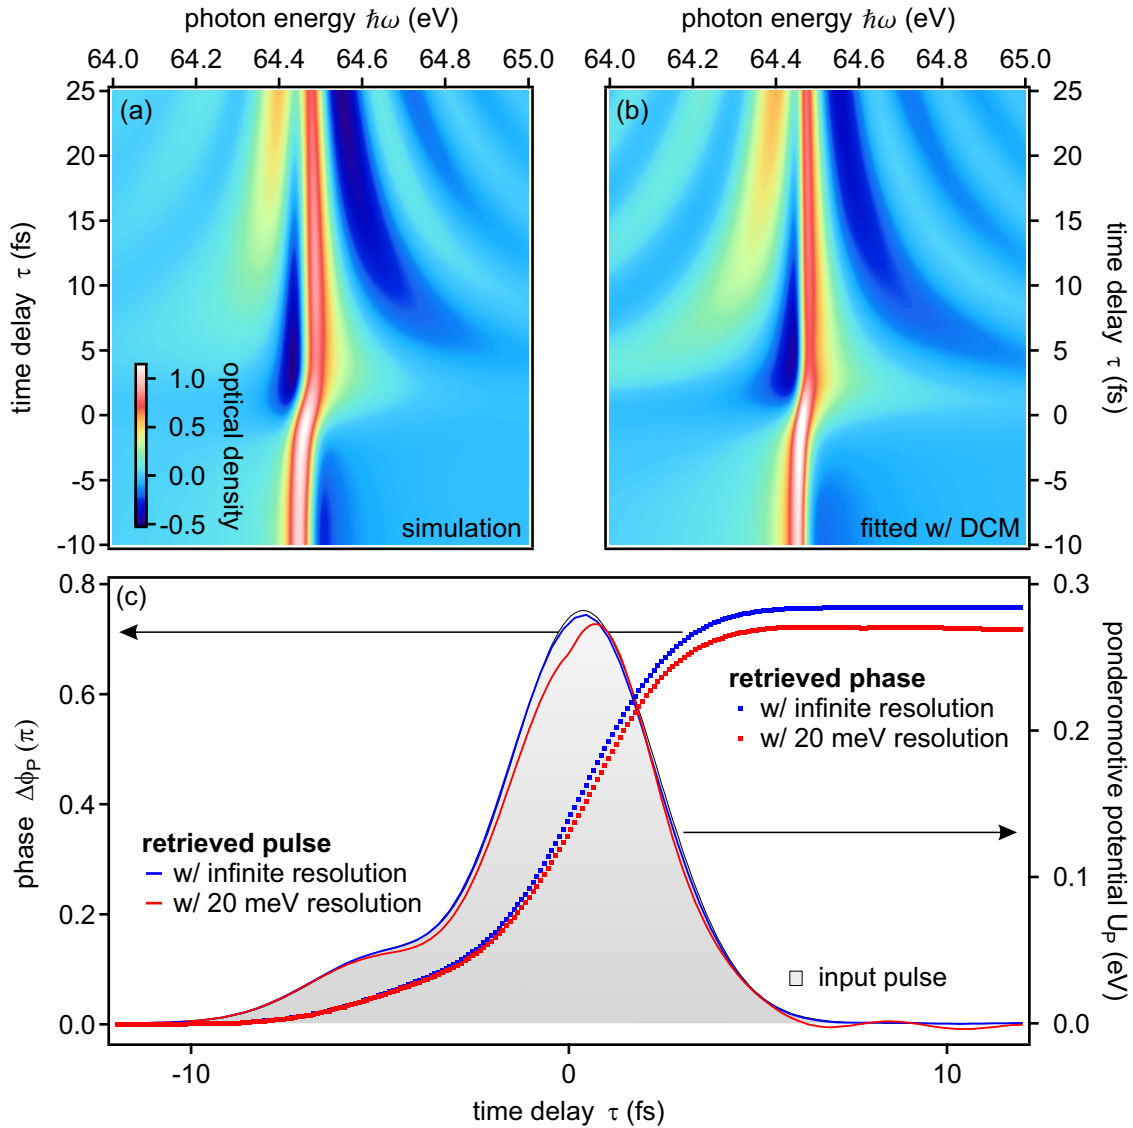 photon energy ħω (eV)
photon energy ħω (eV)
64.0 64.2 64.4 64.6 64.8 65.0
64.0 64.2 64.4 64.6 64.8 65.0
(a)
(b)
25
20
15
10
5
0
-5
-10
time delay τ (fs)
1.0
0.5
0.0
-0.5
optical density
simulation
fitted w/ DCM
25
20
15
10
5
0
-5
-10
time delay τ (fs)
(c)
0.8
0.6
0.4
0.2
0.0
phase ΔϕP (π)
retrieved phase
w/ infinite resolution
w/ 20 meV resolution
retrieved pulse
w/ infinite resolution
w/ 20 meV resolution
input pulse
0.3
0.2
0.1
0.0
ponderomotive potential UP (eV)
-10 0 10
time delay τ (fs)